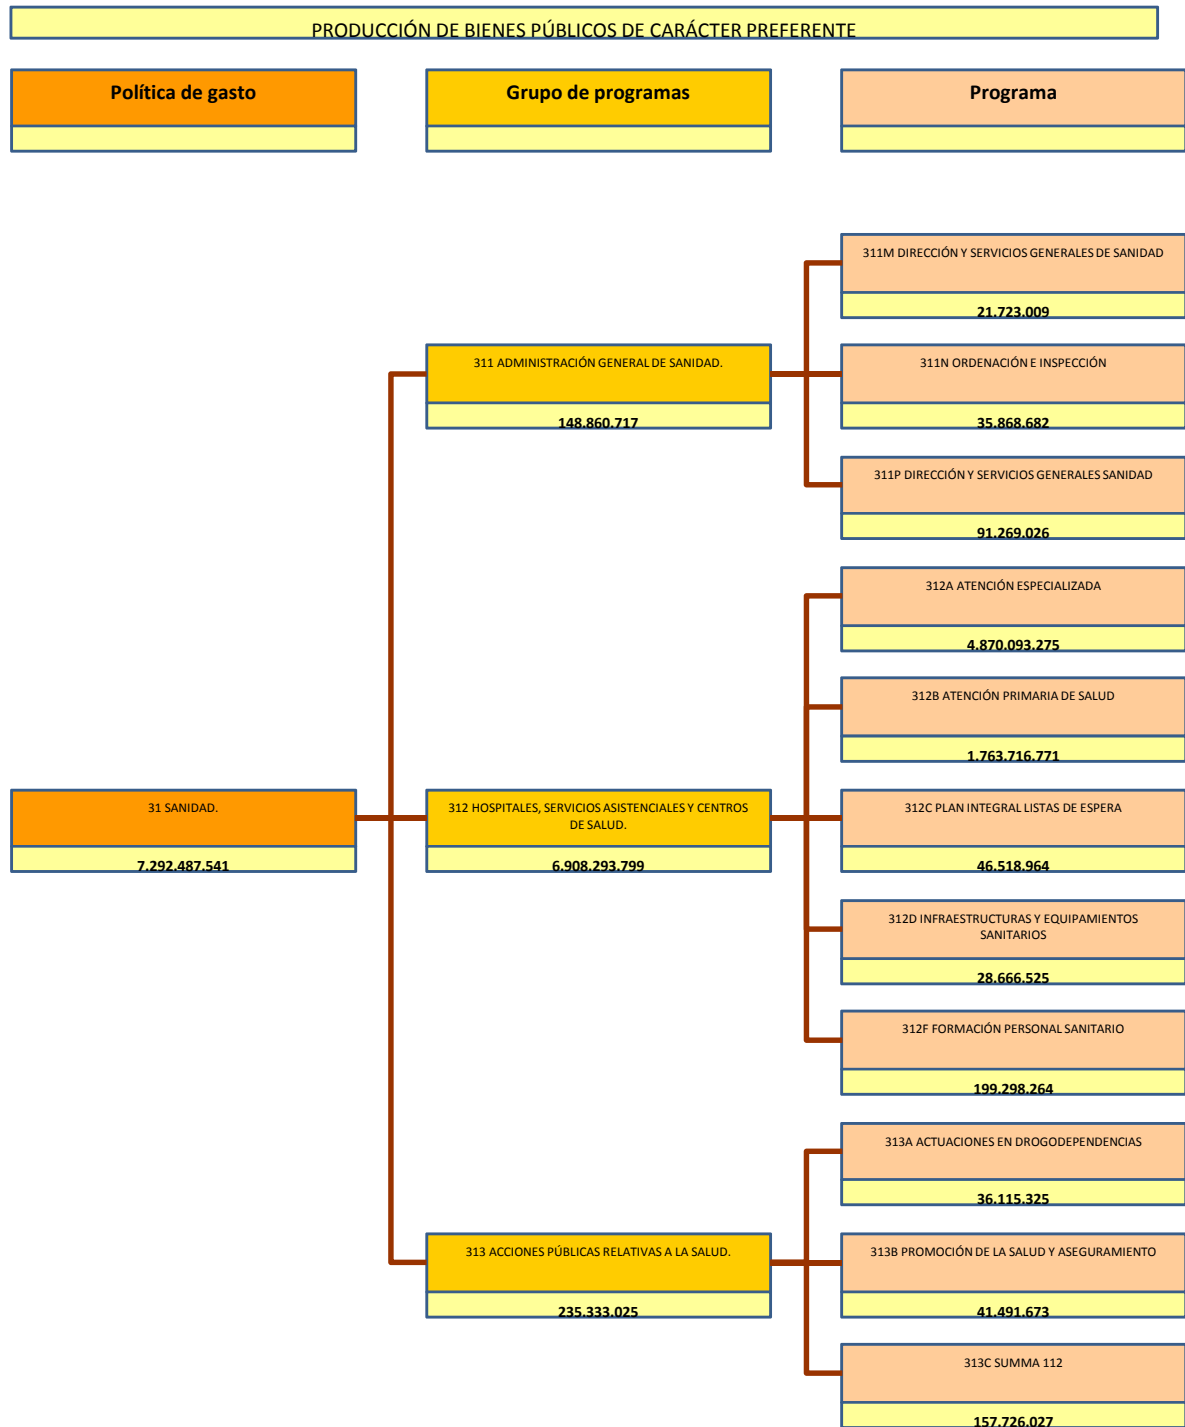 PRODUCCIÓN DE BIENES PÚBLICOS DE CARÁCTER PREFERENTE
Política de gasto
Grupo de programas
Programa
311M DIRECCIÓN Y SERVICIOS GENERALES DE SANIDAD
21.723.009
311 ADMINISTRACIÓN GENERAL DE SANIDAD.
148.860.717
311N ORDENACIÓN E INSPECCIÓN
35.868.682
311P DIRECCIÓN Y SERVICIOS GENERALES SANIDAD
91.269.026
312A ATENCIÓN ESPECIALIZADA
4.870.093.275
312B ATENCIÓN PRIMARIA DE SALUD
1.763.716.771
31 SANIDAD.
7.292.487.541
312 HOSPITALES, SERVICIOS ASISTENCIALES Y CENTROS
DE SALUD.
6.908.293.799
312C PLAN INTEGRAL LISTAS DE ESPERA
46.518.964
312D INFRAESTRUCTURAS Y EQUIPAMIENTOS
SANITARIOS
28.666.525
312F FORMACIÓN PERSONAL SANITARIO
199.298.264
313A ACTUACIONES EN DROGODEPENDENCIAS
36.115.325
313 ACCIONES PÚBLICAS RELATIVAS A LA SALUD.
235.333.025
313B PROMOCIÓN DE LA SALUD Y ASEGURAMIENTO
41.491.673
313C SUMMA 112
157.726.027